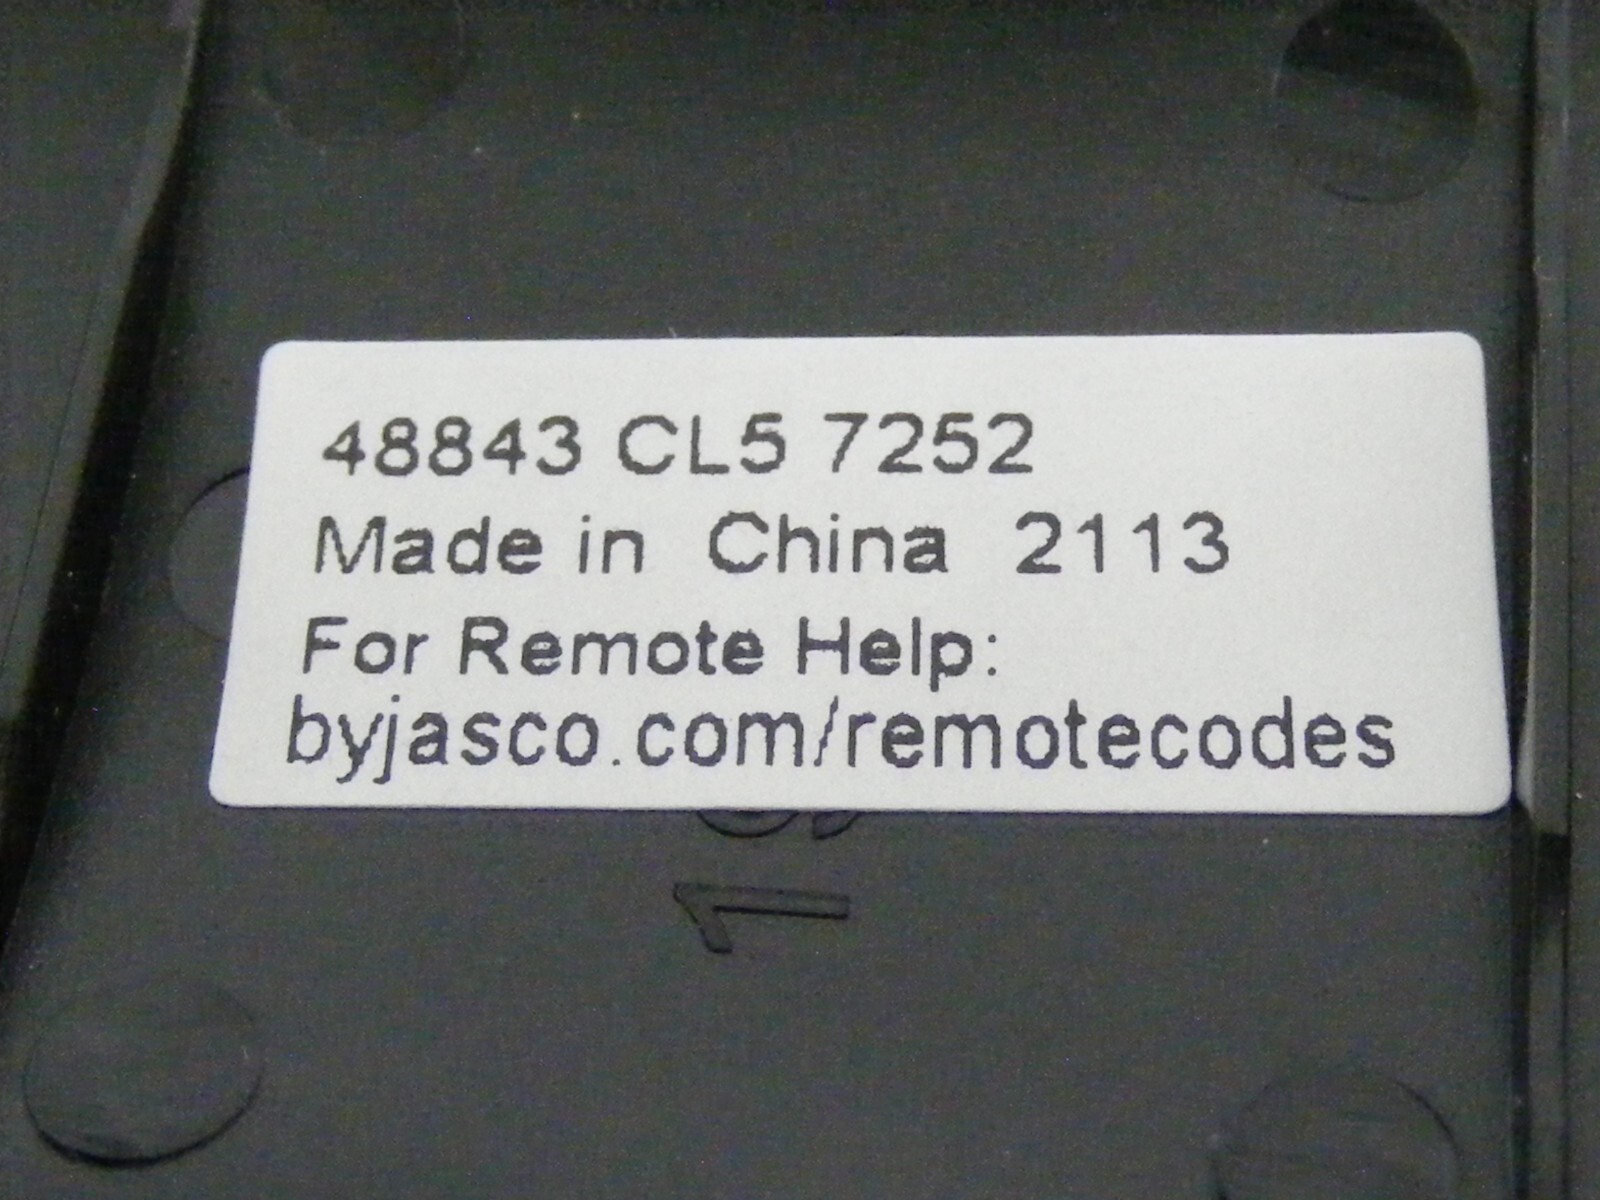 48843 CL5 7252
Made in China 2113
For Remote Help:
byjasco.com/remotecodes